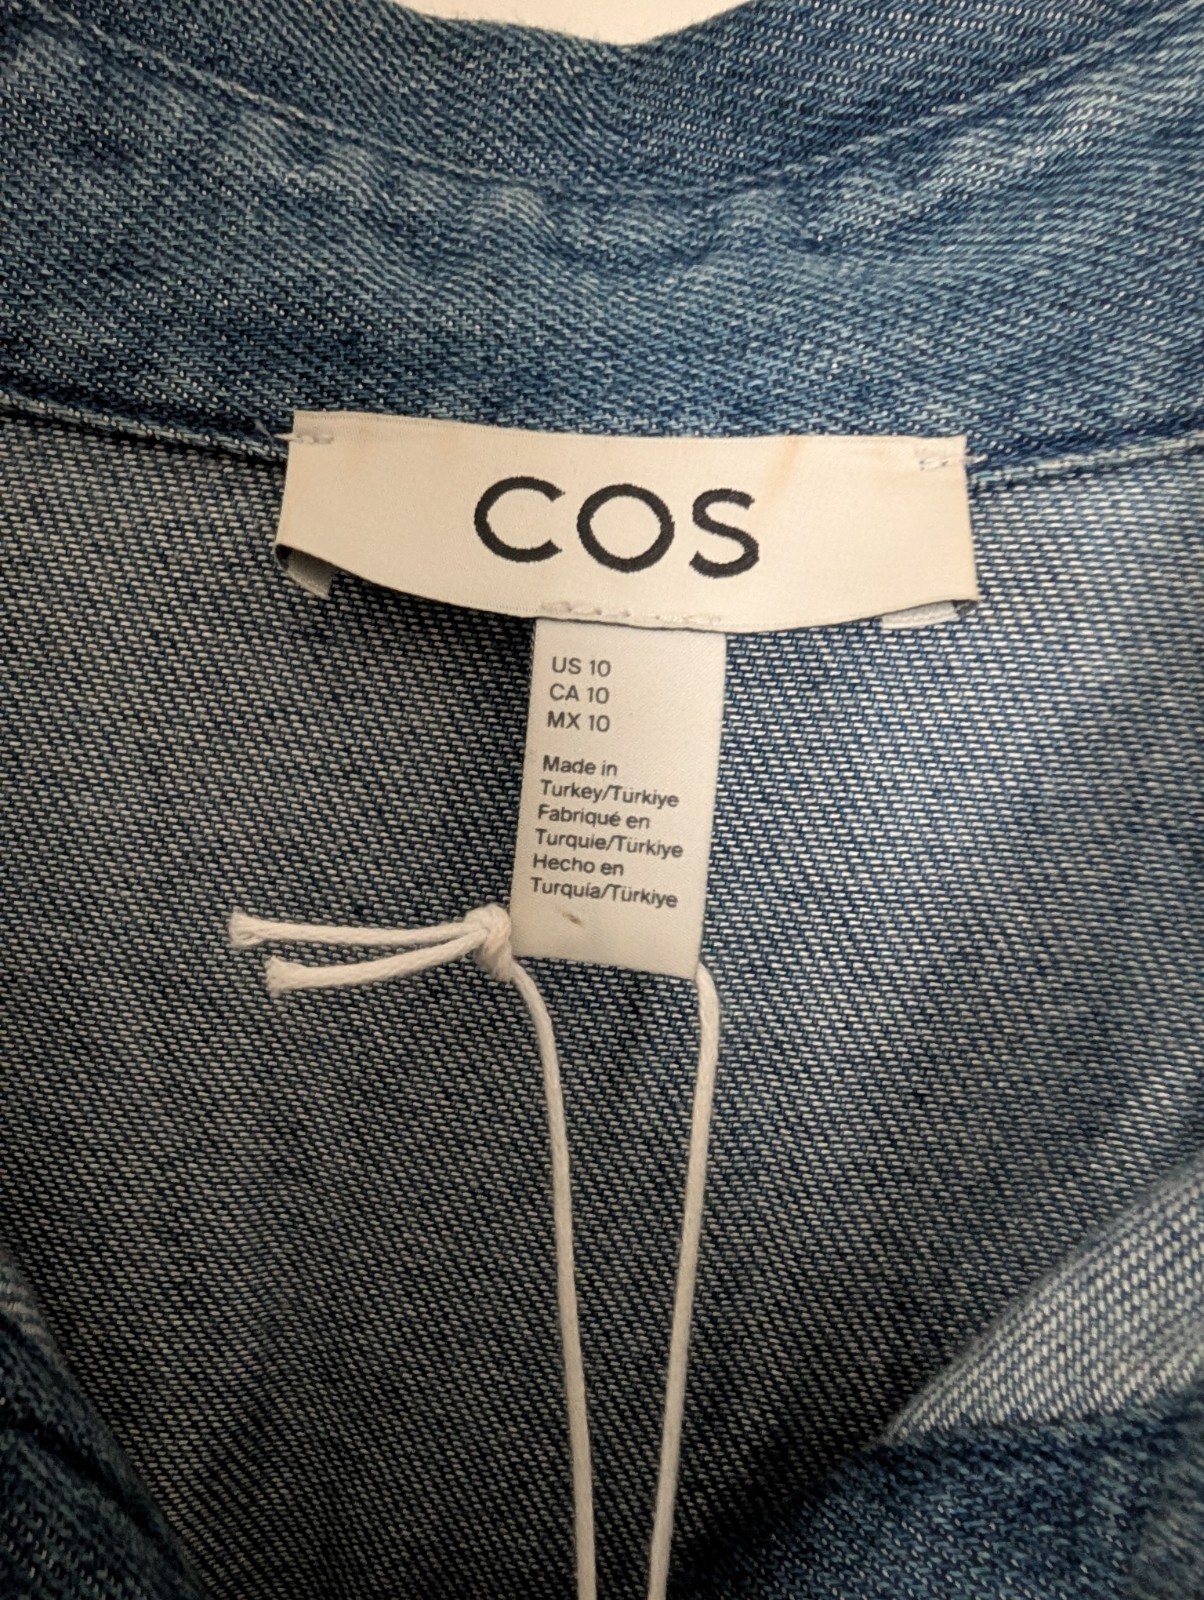 COS
US 10
CA 10
MX 10
Made in
Turkey/Türkiye
Fabriqué en
Turquie/Türkiye
Hecho en
Turquía/Türkiye